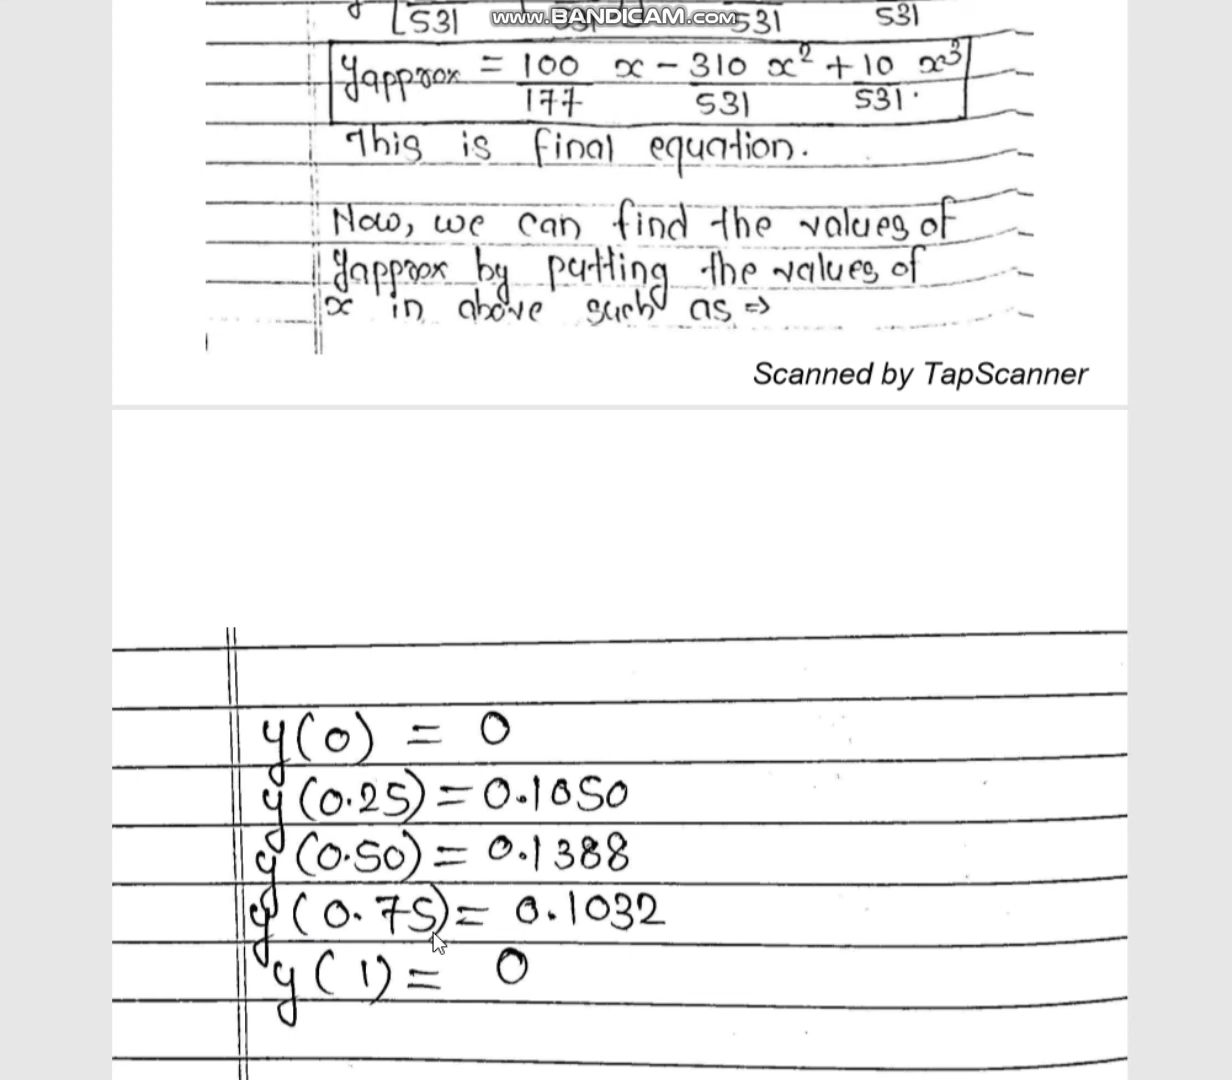 www.BANDICAM.com
y [ 531 531 531
yapprox = 100/177 x - 310/531 x² + 10/531 x³
This is final equation.
Now, we can find the values of
yapprox by putting the values of
x in above such as ⇒
Scanned by TapScanner
y(0) = 0
y(0.25) = 0.1050
y(0.50) = 0.1388
y(0.75) = 0.1032
y(1) = 0